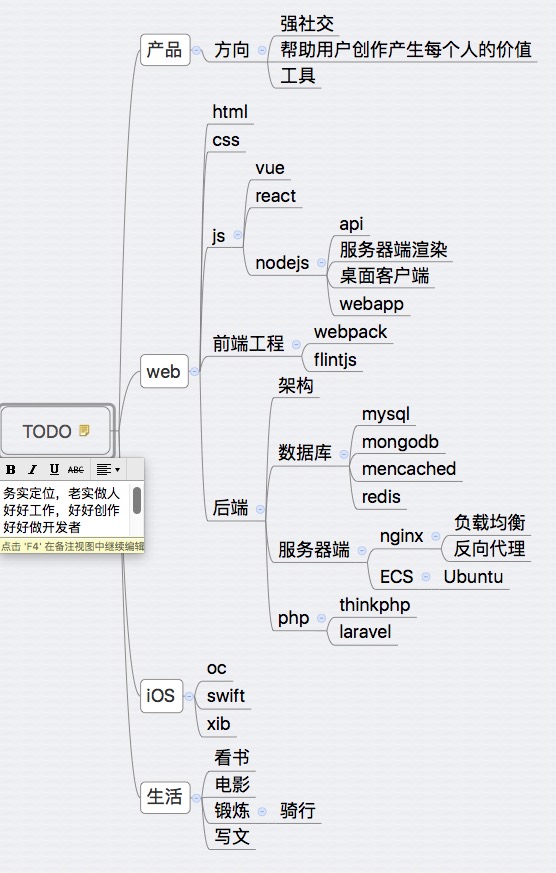 TODO
B I U ABC
务实定位，老实做人
好好工作，好好创作
好好做开发者
点击 'F4' 在备注视图中继续编辑
产品
方向
强社交
帮助用户创作产生每个人的价值
工具
web
html
css
js
vue
react
nodejs
api
服务器端渲染
桌面客户端
webapp
前端工程
webpack
flintjs
后端
架构
数据库
mysql
mongodb
mencached
redis
服务器端
nginx
负载均衡
反向代理
ECS
Ubuntu
php
thinkphp
laravel
iOS
oc
swift
xib
生活
看书
电影
锻炼
骑行
写文